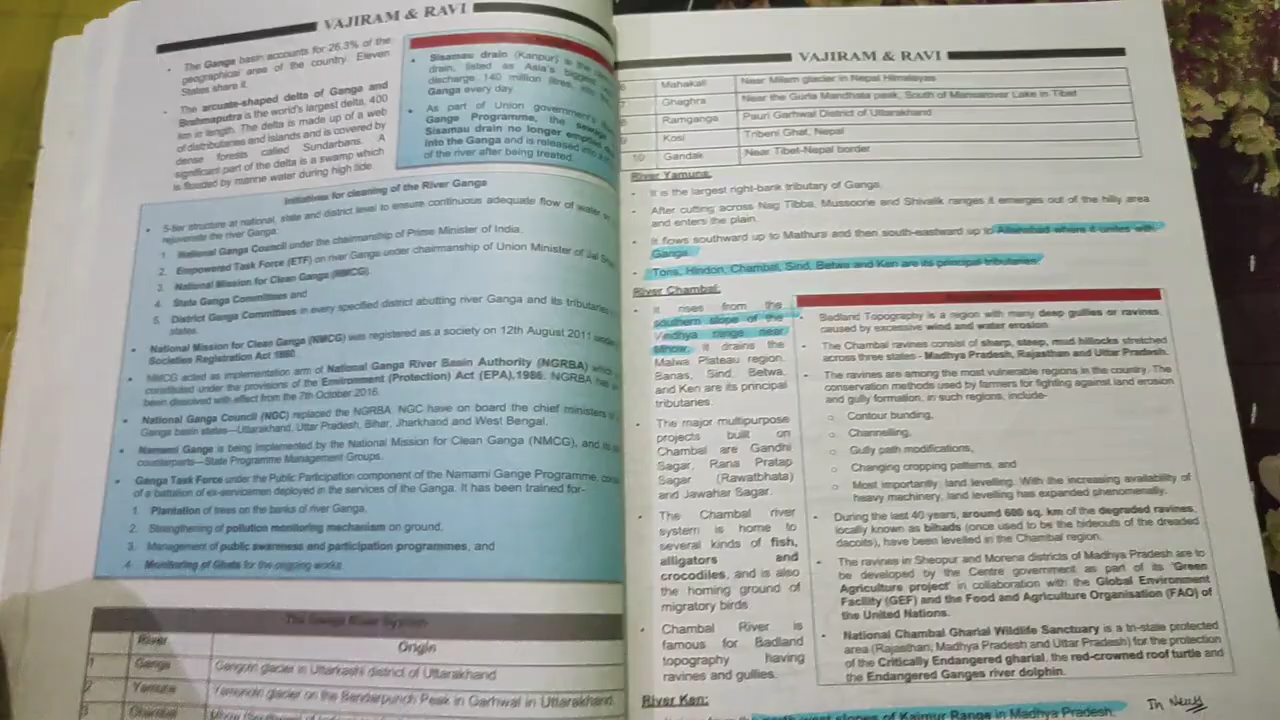 VAJIRAM & RAVI
• The Ganga basin accounts for 26.3% of the
geographical area of the country. Eleven
States share it.
• The arcuate-shaped delta of Ganga and
Brahmaputra is the world's largest delta, 400
km in length. The delta is made up of a web
of distributaries and islands and is covered by
dense forests called Sundarbans. A
significant part of the delta is a swamp which
is flooded by marine water during high tide.
• Sisamau drain (Kanpur) is the
drain, listed as Asia's biggest
discharge 140 million litres
Ganga every day.
• As part of Union government's
Gange Programme, the sewage
Sisamau drain no longer
into the Ganga and is released into
of the river after being treated.
Initiatives for cleaning of the River Ganga
• 5-tier structure at national, state and district level to ensure continuous adequate flow of water
rejuvenate the river Ganga.
1. National Ganga Council under the chairmanship of Prime Minister of India.
2. Empowered Task Force (ETF) on river Ganga under chairmanship of Union Minister of Jal
3. National Mission for Clean Ganga (NMCG).
4. State Ganga Committees and
5. District Ganga Committees in every specified district abutting river Ganga and its tributaries
states.
• National Mission for Clean Ganga (NMCG) was registered as a society on 12th August 2011 under
Societies Registration Act 1860.
• NMCG acted as implementation arm of National Ganga River Basin Authority (NGRBA) which
constituted under the provisions of the Environment (Protection) Act (EPA),1986. NGRBA has
been dissolved with effect from the 7th October 2016.
• National Ganga Council (NGC) replaced the NGRBA. NGC have on board the chief ministers
Ganga basin states—Uttarakhand, Uttar Pradesh, Bihar, Jharkhand and West Bengal.
• Namami Gange is being implemented by the National Mission for Clean Ganga (NMCG), and its
counterparts—State Programme Management Groups.
• Ganga Task Force under the Public Participation component of the Namami Gange Programme,
of a battalion of ex-servicemen deployed in the services of the Ganga. It has been trained for-
1. Plantation of trees on the banks of river Ganga,
2. Strengthening of pollution monitoring mechanism on ground,
3. Management of public awareness and participation programmes, and
4. Monitoring of Ghats for the ongoing works.
The Ganga River System
River Origin
1 Ganga Gangotri glacier in Uttarkashi district of Uttarakhand
2 Yamuna Yamunotri glacier on the Banderpunch Peak in Garhwal in Uttarakhand.
3 Chambal
VAJIRAM & RAVI
6 Mahakali Near Milam glacier in Nepal Himalayas
7 Ghaghra Near the Gurla Mandhata peak, South of Mansarovar Lake in Tibet
8 Ramganga Pauri Garhwal District of Uttarakhand
9 Kosi Tribeni Ghat, Nepal
10 Gandak Near Tibet-Nepal border
River Yamuna:
• It is the largest right-bank tributary of Ganga.
• After cutting across Nag Tibba, Mussoorie and Shivalik ranges it emerges out of the hilly area
and enters the plain.
• It flows southward up to Mathura and then south-eastward up to Allahabad where it unites with
Ganga.
• Tons, Hindon, Chambal, Sind, Betwa and Ken are its principal tributaries.
River Chambal:
• It rises from the
southern slope of the
Vindhya range near
Mhow. It drains the
Malwa Plateau region.
Banas, Sind, Betwa,
and Ken are its principal
tributaries.
• The major multipurpose
projects built on
Chambal are Gandhi
Sagar, Rana Pratap
Sagar (Rawatbhata)
and Jawahar Sagar.
• The Chambal river
system is home to
several kinds of fish,
alligators and
crocodiles, and is also
the homing ground of
migratory birds.
• Chambal River is
famous for Badland
topography having
ravines and gullies.
• Badland Topography is a region with many deep gullies or ravines,
caused by excessive wind and water erosion.
• The Chambal ravines consist of sharp, steep, mud hillocks stretched
across three states - Madhya Pradesh, Rajasthan and Uttar Pradesh.
• The ravines are among the most vulnerable regions in the country. The
conservation methods used by farmers for fighting against land erosion
and gully formation, in such regions, include-
o Contour bunding,
o Channelling,
o Gully path modifications,
o Changing cropping patterns, and
o Most importantly, land levelling. With the increasing availability of
heavy machinery, land levelling has expanded phenomenally.
• During the last 40 years, around 600 sq. km of the degraded ravines,
locally known as bihads (once used to be the hideouts of the dreaded
dacoits), have been levelled in the Chambal region.
• The ravines in Sheopur and Morena districts of Madhya Pradesh are to
be developed by the Centre government as part of its 'Green
Agriculture project' in collaboration with the Global Environment
Facility (GEF) and the Food and Agriculture Organisation (FAO) of
the United Nations.
• National Chambal Gharial Wildlife Sanctuary is a tri-state protected
area (Rajasthan, Madhya Pradesh and Uttar Pradesh) for the protection
of the Critically Endangered gharial, the red-crowned roof turtle and
the Endangered Ganges river dolphin.
In News
River Ken:
north-west slopes of Kaimur Range in Madhya Pradesh.